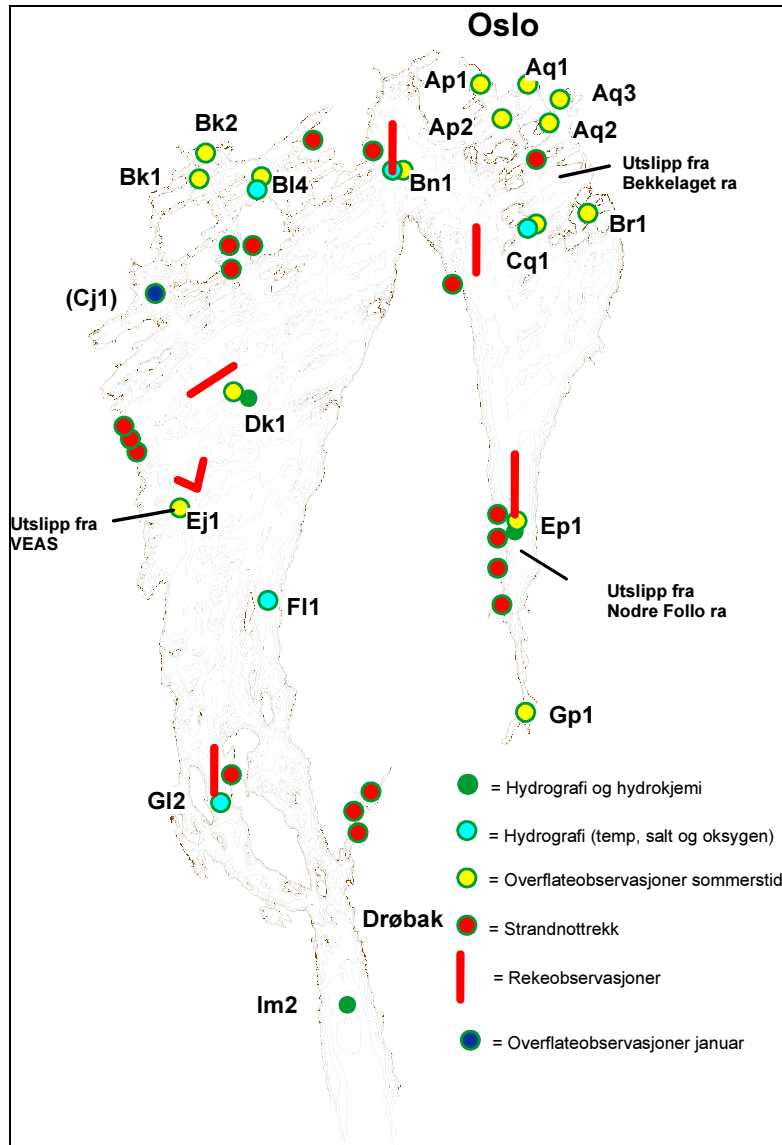 Oslo
Ap1
Aq1
Aq3
Ap2
Aq2
Bk2
Bk1
Bl4
Bn1
Utslipp fra
Bekkelaget ra
Br1
Cq1
(Cj1)
Dk1
Utslipp fra
VEAS
Ej1
Ep1
Fl1
Utslipp fra
Nodre Follo ra
Gp1
Gl2
= Hydrografi og hydrokjemi
= Hydrografi (temp, salt og oksygen)
= Overflateobservasjoner sommerstid
Drøbak
= Strandnottrekk
= Rekeobservasjoner
Im2
= Overflateobservasjoner januar